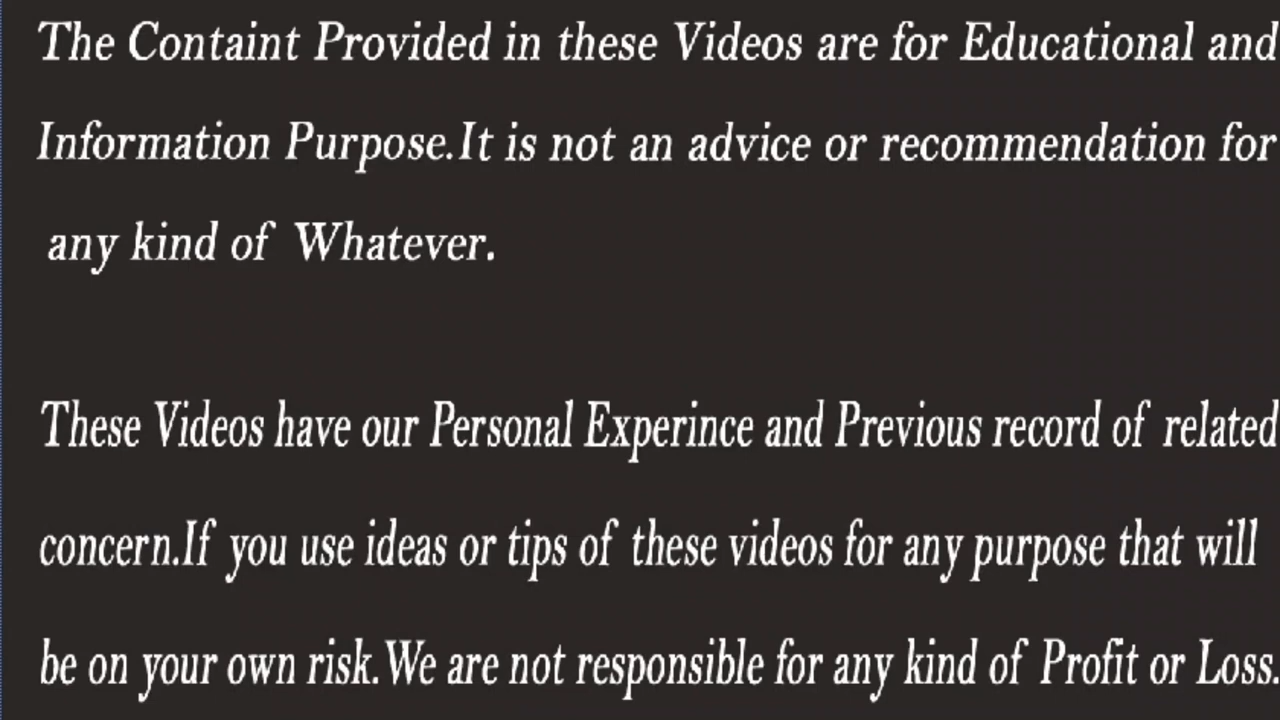 The Containt Provided in these Videos are for Educational and
Information Purpose.It is not an advice or recommendation for
any kind of Whatever.
These Videos have our Personal Experince and Previous record of related
concern.If you use ideas or tips of these videos for any purpose that will
be on your own risk.We are not responsible for any kind of Profit or Loss.